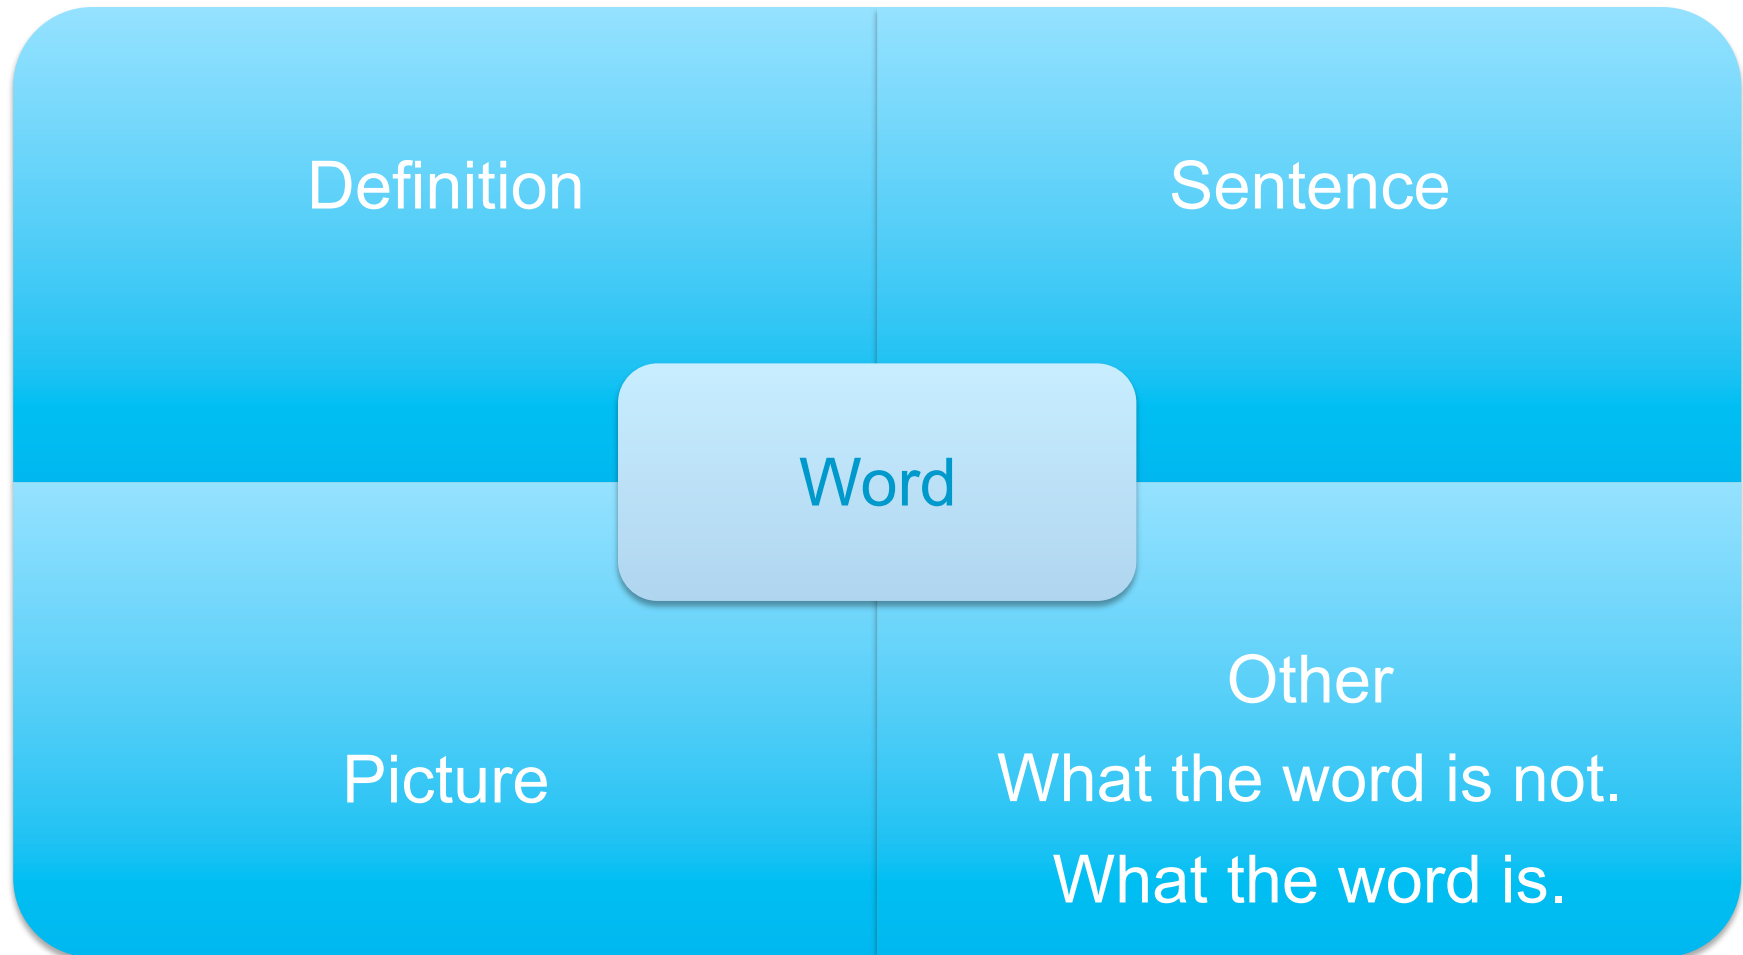 Definition
Sentence
Word
Picture
Other
What the word is not.
What the word is.